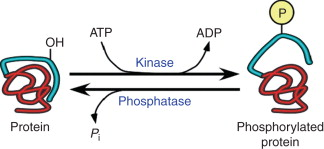 P
OH
ATP
ADP
Kinase
Phosphatase
Pi
Protein
Phosphorylated
protein